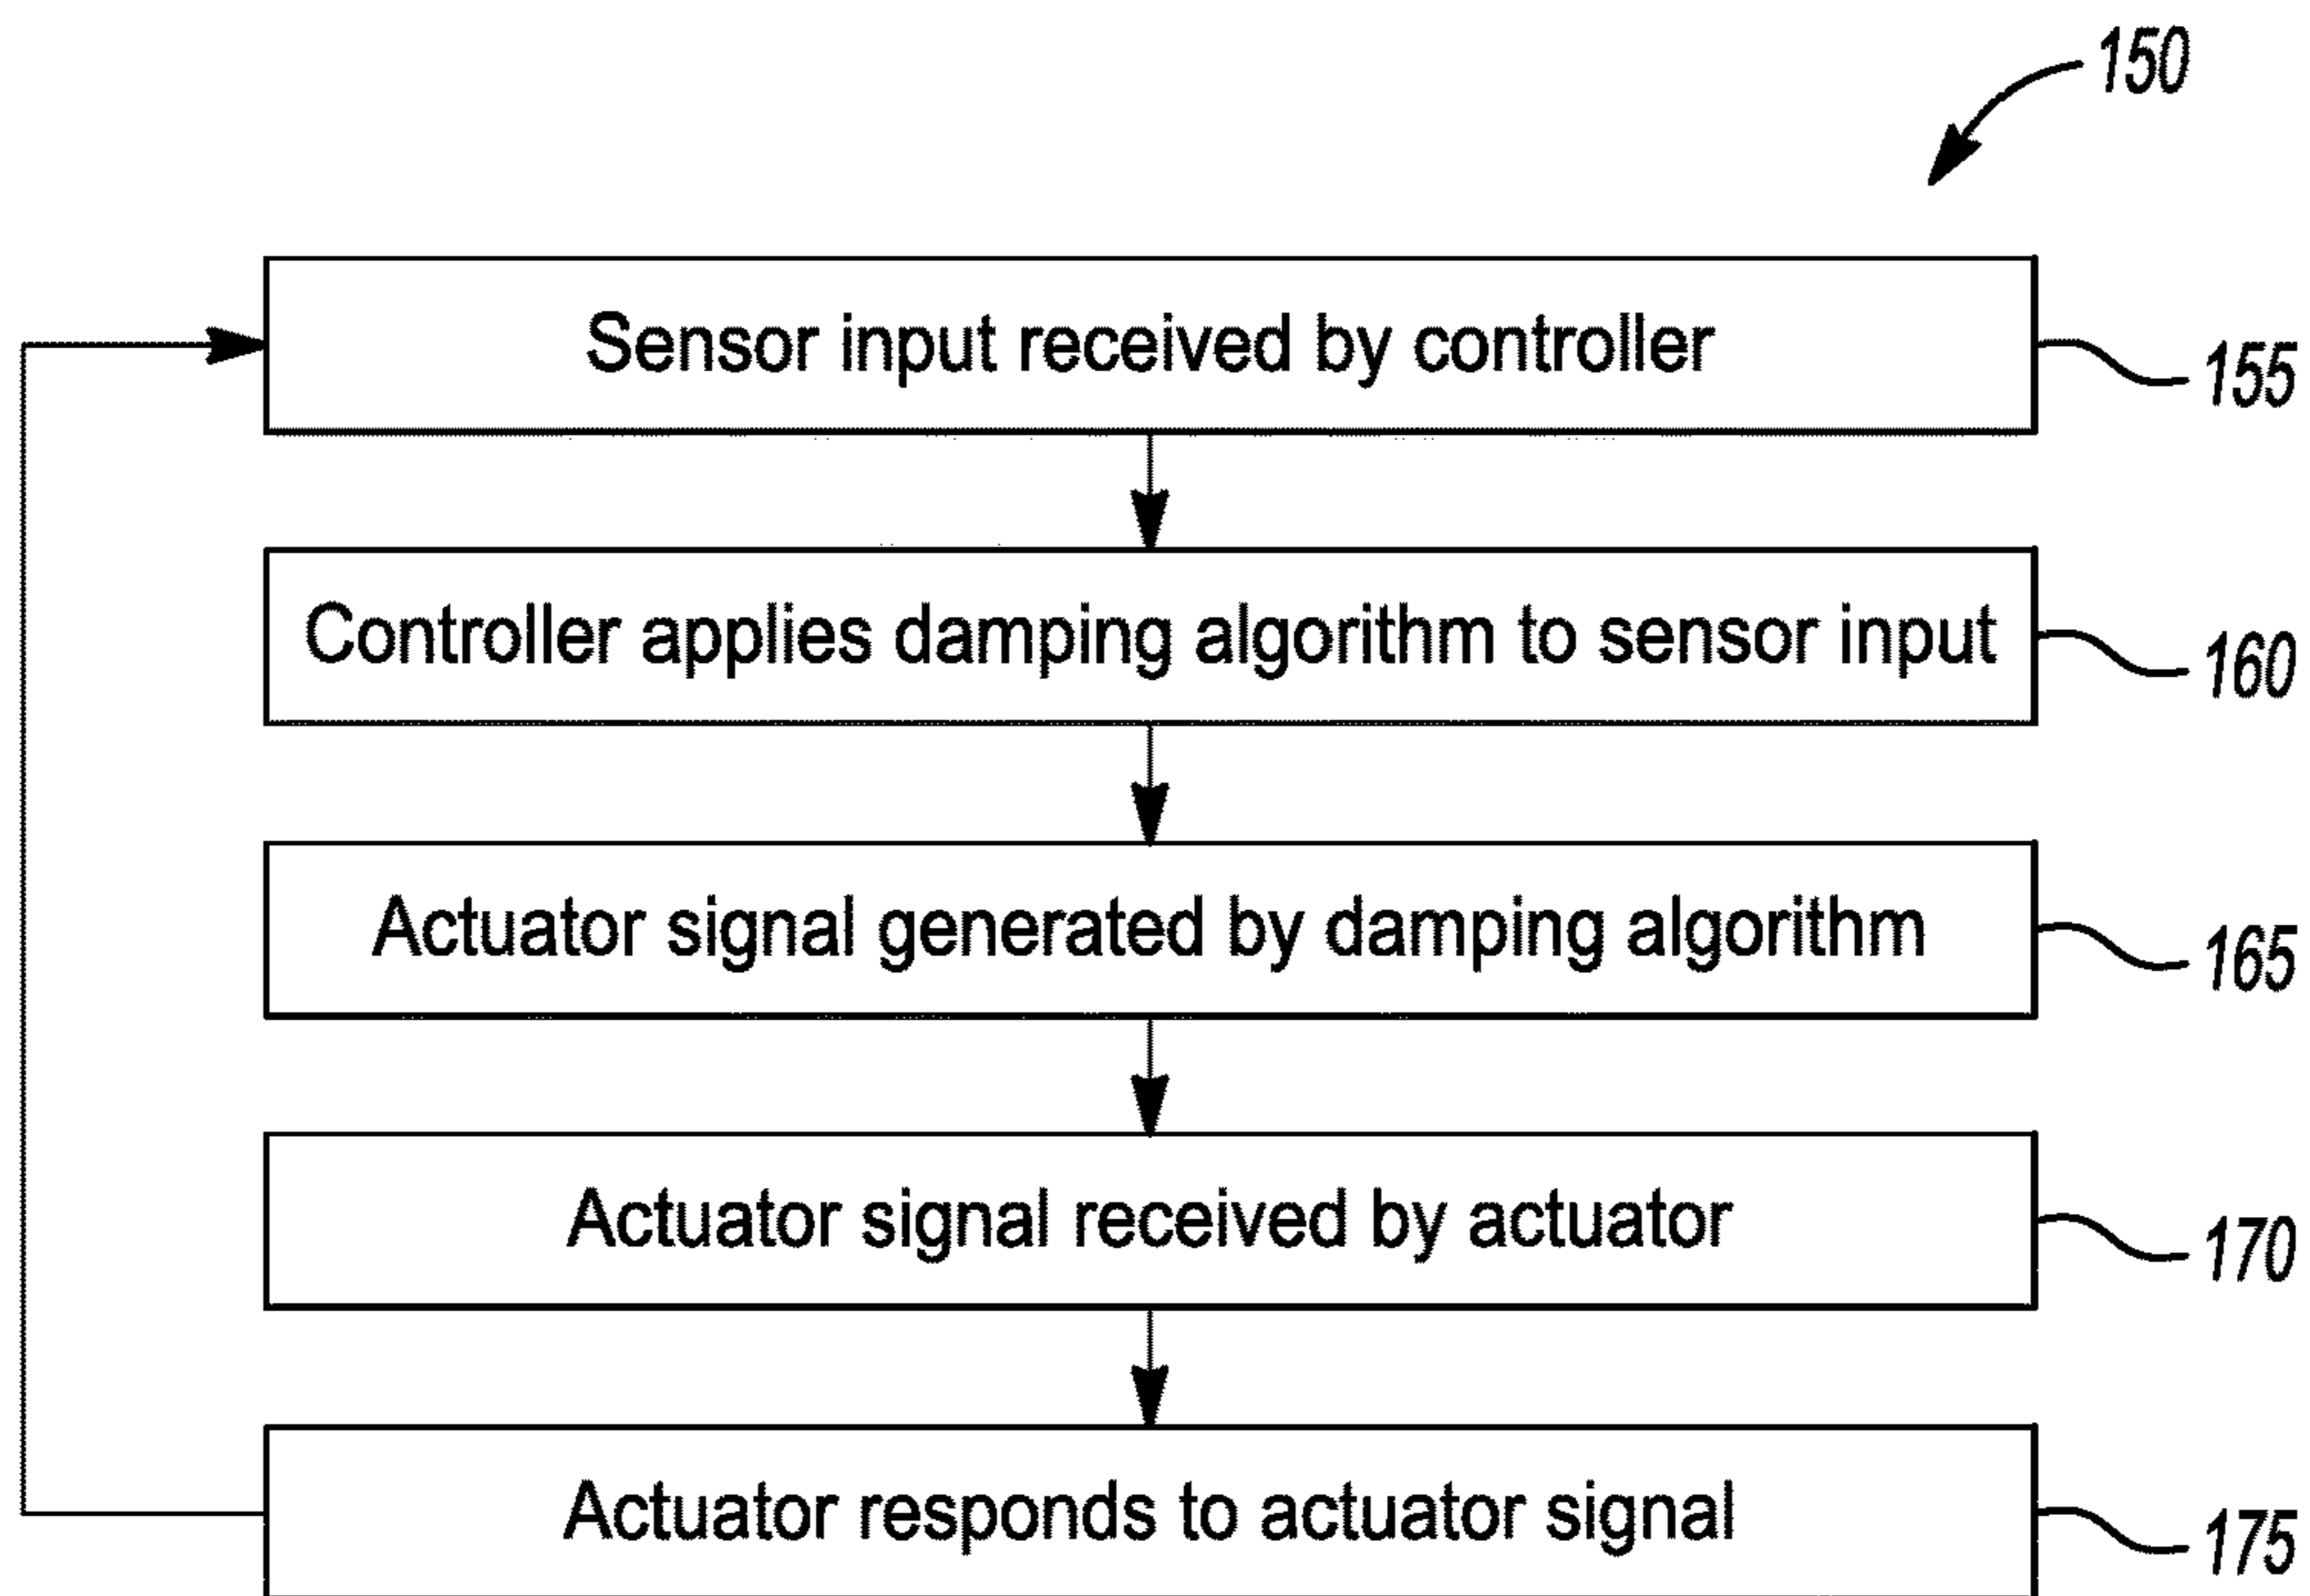 150
Sensor input received by controller
155
Controller applies damping algorithm to sensor input
160
Actuator signal generated by damping algorithm
165
Actuator signal received by actuator
170
Actuator responds to actuator signal
175